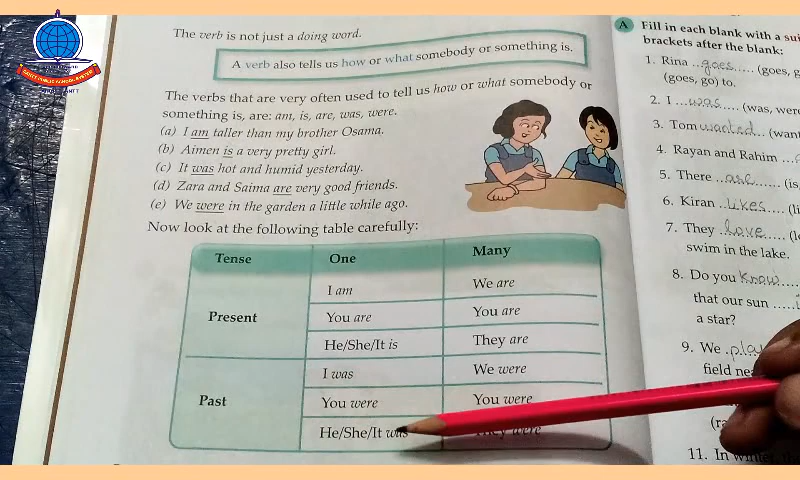 The verb is not just a doing word.
A verb also tells us how or what somebody or something is.
The verbs that are very often used to tell us how or what somebody or
something is, are: am, is, are, was, were.
(a) I am taller than my brother Osama.
(b) Aimen is a very pretty girl.
(c) It was hot and humid yesterday.
(d) Zara and Saima are very good friends.
(e) We were in the garden a little while ago.
Now look at the following table carefully:
Tense One Many
Present
I am We are
You are You are
He/She/It is They are
Past
I was We were
You were You were
He/She/It was They were
A Fill in each blank with a
brackets after the blank:
1. Rina ..goes..... (goes,
(goes, go) to.
2. I ...was..... (was,
3. Tom wanted...
4. Rayan and Rahim ...
5. There ..are.....
6. Kiran ..likes....
7. They ..love.....
swim in the lake.
8. Do you know....
that our sun ....
a star?
9. We .play
field
11. In